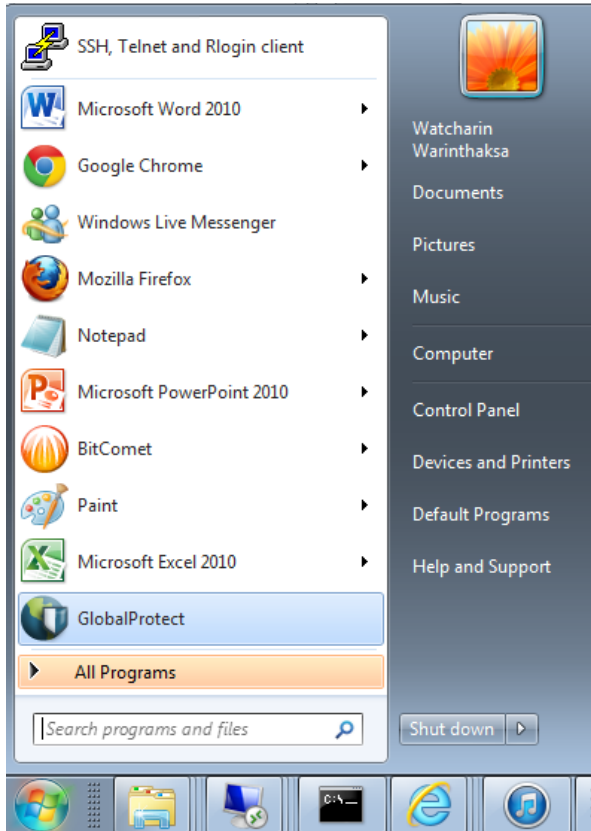 SSH, Telnet and Rlogin client
Microsoft Word 2010
Google Chrome
Windows Live Messenger
Mozilla Firefox
Notepad
Microsoft PowerPoint 2010
BitComet
Paint
Microsoft Excel 2010
GlobalProtect
All Programs
Search programs and files
Watcharin
Warinthaksa
Documents
Pictures
Music
Computer
Control Panel
Devices and Printers
Default Programs
Help and Support
Shut down
C:\_